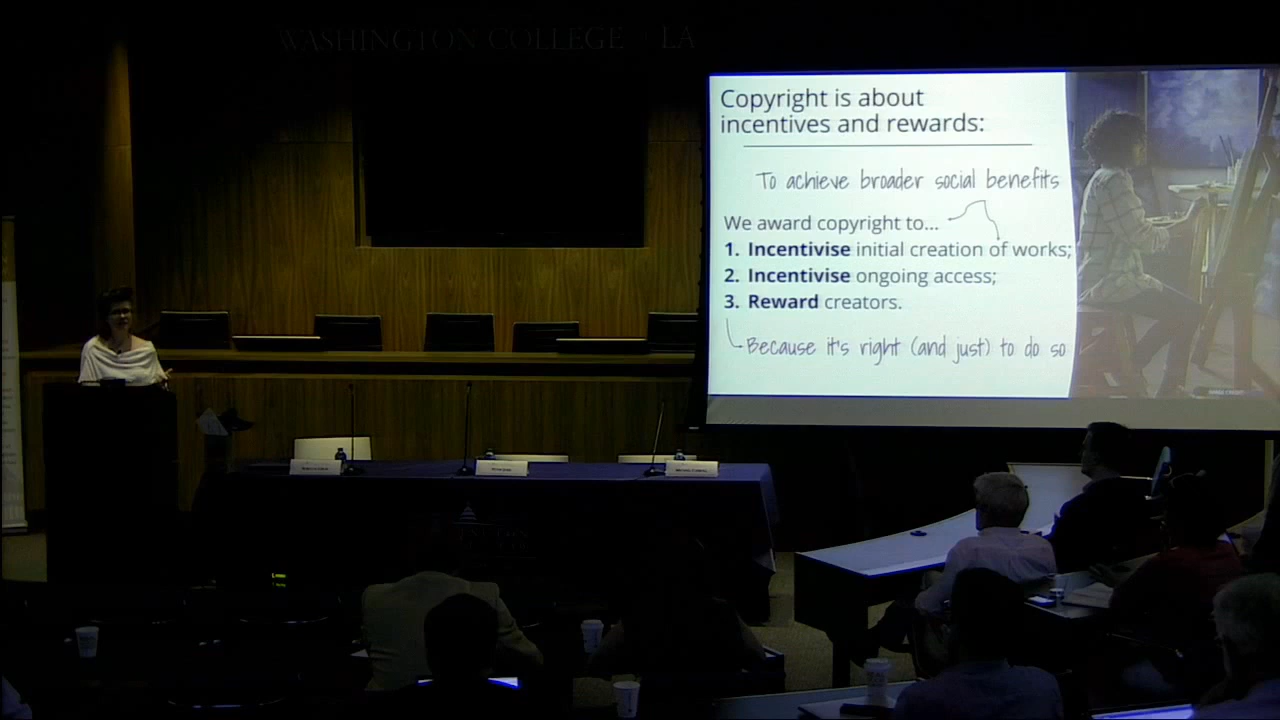 WASHINGTON COLLEGE OF LA
Copyright is about
incentives and rewards:
To achieve broader social benefits
We award copyright to...
1. Incentivise initial creation of works;
2. Incentivise ongoing access;
3. Reward creators.
Because it's right (and just) to do so